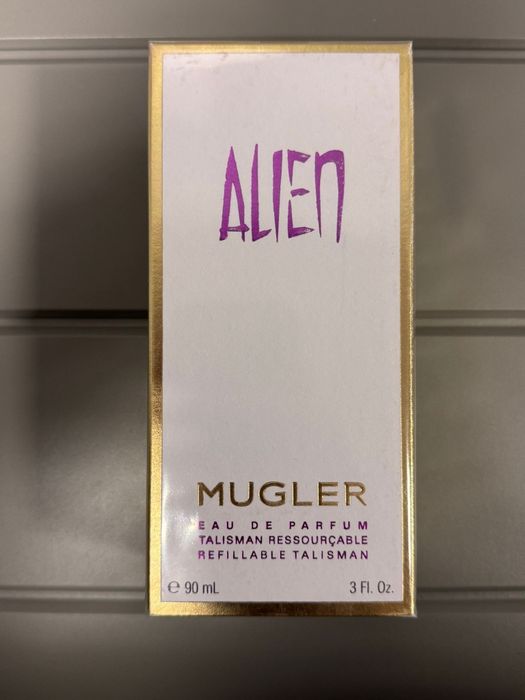 ALIEN
MUGLER
EAU DE PARFUM
TALISMAN RESSOURÇABLE
REFILLABLE TALISMAN
℮ 90 mL 3 Fl. Oz.